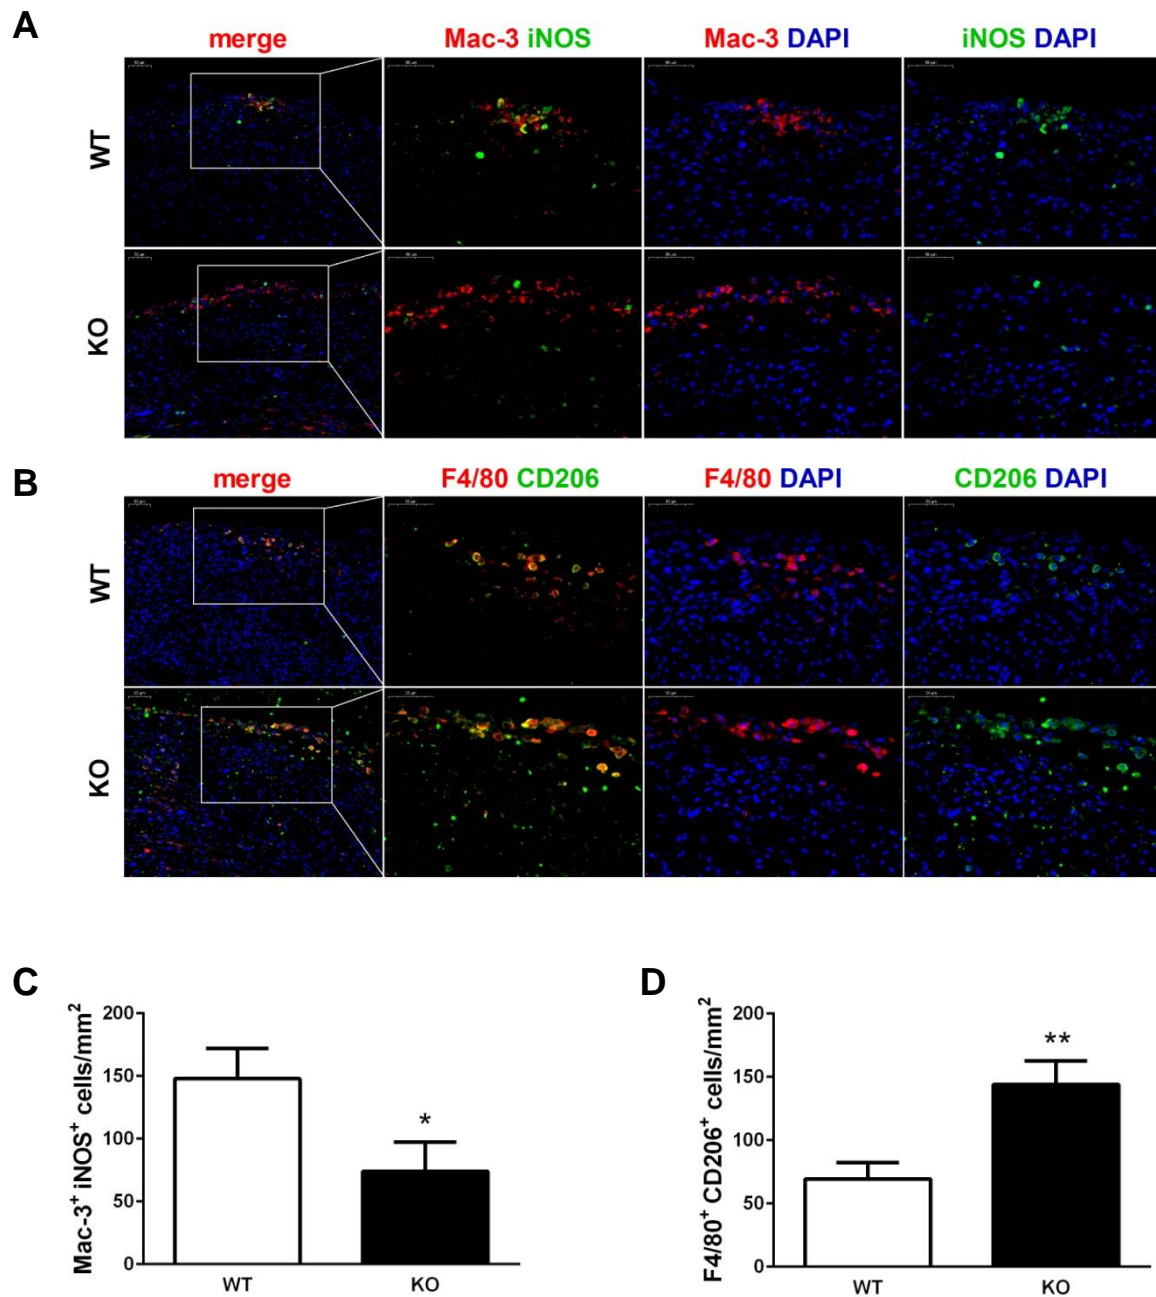 A
merge Mac-3 iNOS Mac-3 DAPI iNOS DAPI
WT
KO
B
merge F4/80 CD206 F4/80 DAPI CD206 DAPI
WT
KO
C
Mac-3⁺ iNOS⁺ cells/mm²
200
150
100
50
0
*
WT KO
D
F4/80⁺ CD206⁺ cells/mm²
200
150
100
50
0
**
WT KO